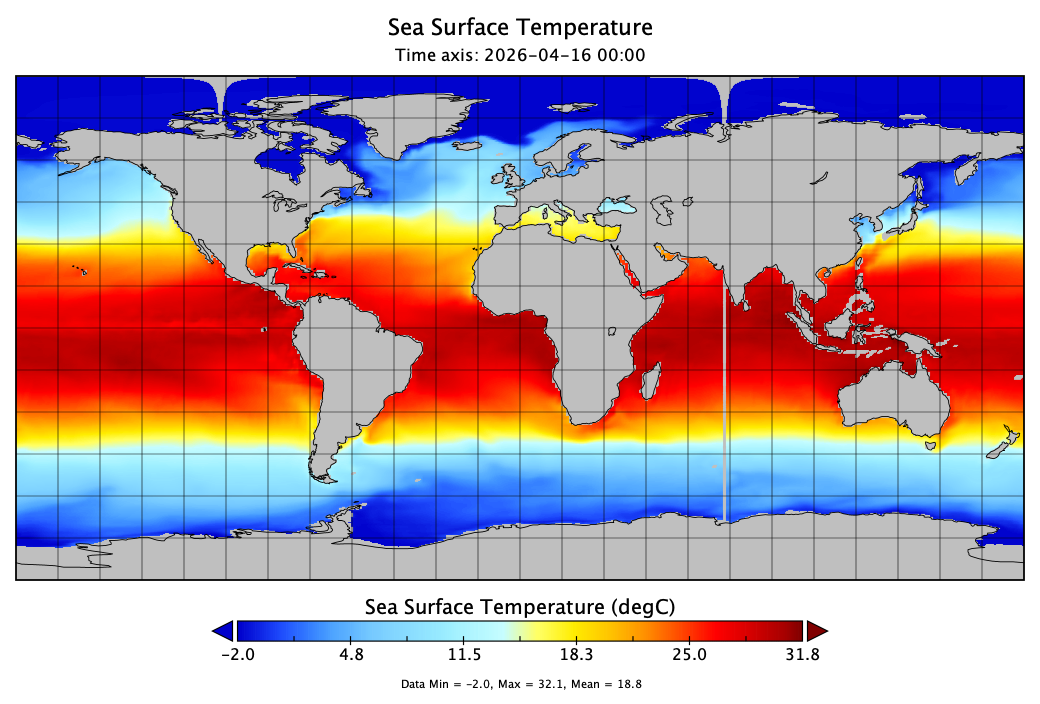 Sea Surface Temperature
Time axis: 2026-04-16 00:00
Sea Surface Temperature (degC)
-2.0 4.8 11.5 18.3 25.0 31.8
Data Min = -2.0, Max = 32.1, Mean = 18.8